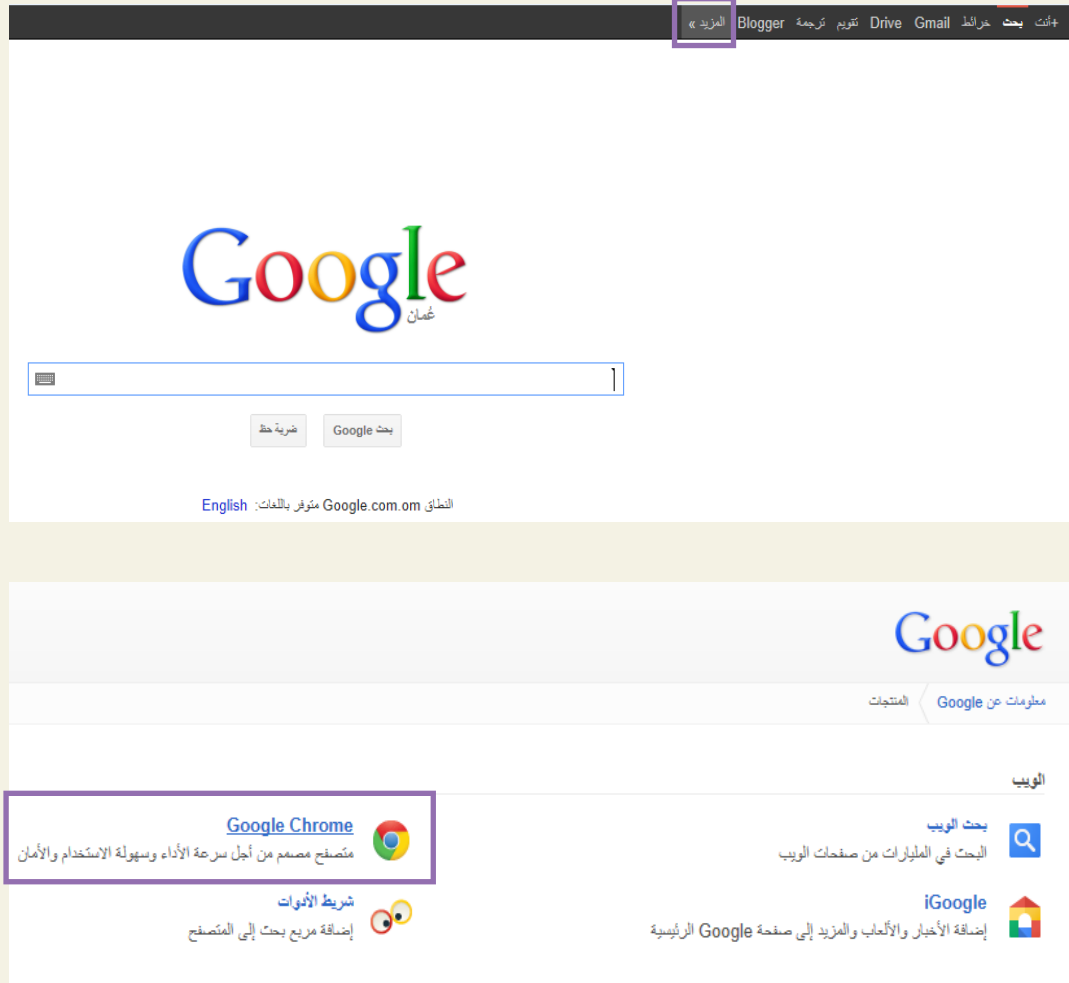 +أنت بحث خرائط Gmail Drive تقويم ترجمة Blogger المزيد »
Google
عُمان
بحث Google ضربة حظ
النطاق Google.com.om متوفر باللغات: English
Google
معلومات عن Google المنتجات
الويب
بحث الويب
البحث في المليارات من صفحات الويب
Google Chrome
متصفح مصمم من أجل سرعة الأداء وسهولة الاستخدام والأمان
iGoogle
إضافة الأخبار والألعاب والمزيد إلى صفحة Google الرئيسية
شريط الأدوات
إضافة مربع بحث إلى المتصفح